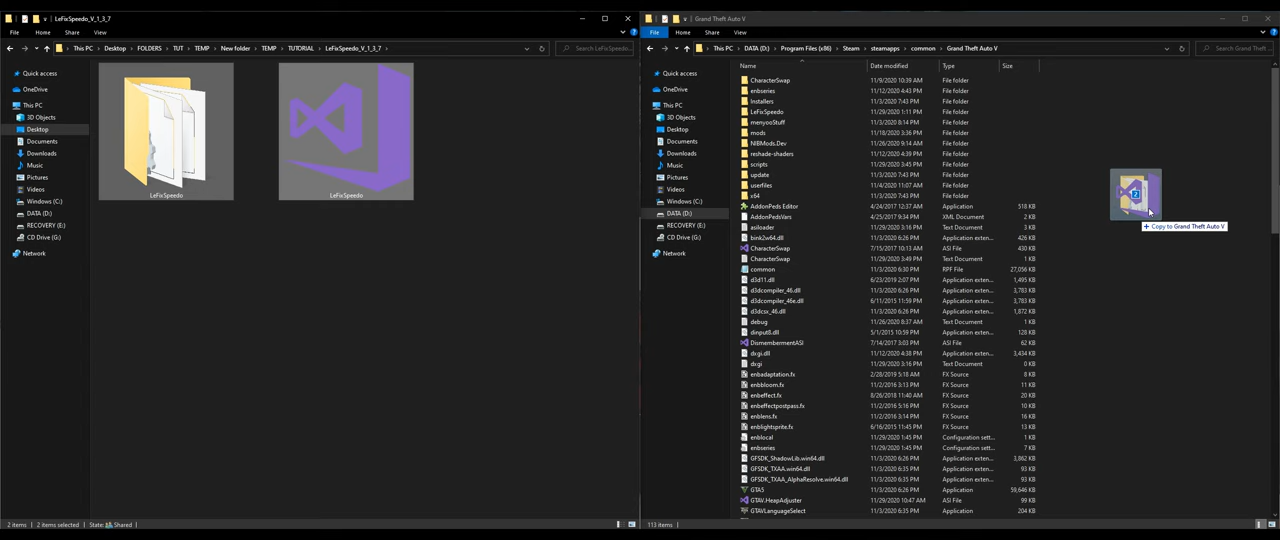 LeFixSpeedo_V_1_3_7
File Home Share View
This PC Desktop FOLDERS TUT TEMP New folder TEMP TUTORIAL LeFixSpeedo_V_1_3_7
Search LeFixSpeedo_V_1_3_7
Quick access
OneDrive
This PC
3D Objects
Desktop
Documents
Downloads
Music
Pictures
Videos
Windows (C:)
DATA (D:)
RECOVERY (E:)
CD Drive (G:)
Network
LeFixSpeedo
LeFixSpeedo
2 items 2 items selected State: Shared
Grand Theft Auto V
File Home Share View
This PC DATA (D:) Program Files (x86) Steam steamapps common Grand Theft Auto V
Search Grand Theft ...
Quick access
OneDrive
This PC
3D Objects
Desktop
Documents
Downloads
Music
Pictures
Videos
Windows (C:)
DATA (D:)
RECOVERY (E:)
CD Drive (G:)
Network
Name Date modified Type Size
CharacterSwap 11/9/2020 10:39 AM File folder
enbseries 11/12/2020 4:43 PM File folder
Installers 11/3/2020 7:43 PM File folder
LeFixSpeedo 11/29/2020 1:11 PM File folder
menyooStuff 11/3/2020 8:14 PM File folder
mods 11/18/2020 3:36 PM File folder
NIBMods.Dev 11/26/2020 9:14 AM File folder
reshade-shaders 11/12/2020 4:39 PM File folder
scripts 11/29/2020 3:45 PM File folder
update 11/3/2020 7:43 PM File folder
userfiles 11/4/2020 11:07 AM File folder
x64 11/3/2020 7:43 PM File folder
AddonPeds Editor 4/24/2017 12:37 AM Application 518 KB
AddonPedsVars 4/25/2017 9:34 PM XML Document 2 KB
asiloader 11/29/2020 3:26 PM Text Document 3 KB
bink2w64.dll 11/3/2020 6:30 PM Application exten... 426 KB
CharacterSwap 7/15/2017 10:13 AM ASI File 430 KB
CharacterSwap 11/29/2020 3:49 PM Text Document 1 KB
common 11/3/2020 6:30 PM RPF File 27,056 KB
d3d11.dll 6/23/2019 2:07 PM Application exten... 1,495 KB
d3dcompiler_46.dll 11/3/2020 6:26 PM Application exten... 3,783 KB
d3dcompiler_46e.dll 6/11/2015 11:59 PM Application exten... 3,783 KB
d3dcsx_46.dll 11/3/2020 6:26 PM Application exten... 1,872 KB
debug 11/26/2020 8:37 AM Text Document 1 KB
dinput8.dll 5/1/2015 10:59 PM Application exten... 128 KB
DismembermentASI 7/14/2017 3:03 PM ASI File 62 KB
dxgi.dll 11/12/2020 4:38 PM Application exten... 3,434 KB
dxgi 11/29/2020 3:49 PM Text Document 0 KB
enbadaptation.fx 2/28/2019 5:18 AM FX Source 8 KB
enbbloom.fx 11/2/2016 3:13 PM FX Source 11 KB
enbeffect.fx 8/26/2018 11:40 AM FX Source 20 KB
enbeffectpostpass.fx 11/2/2016 5:16 PM FX Source 10 KB
enblens.fx 11/2/2016 3:14 PM FX Source 16 KB
enblightsprite.fx 6/16/2015 11:45 PM FX Source 13 KB
enblocal 11/29/2020 1:45 PM Configuration sett... 1 KB
enbseries 11/29/2020 1:45 PM Configuration sett... 7 KB
GFSDK_ShadowLib.win64.dll 11/3/2020 6:26 PM Application exten... 3,862 KB
GFSDK_TXAA.win64.dll 11/3/2020 6:35 PM Application exten... 93 KB
GFSDK_TXAA_AlphaResolve.win64.dll 11/3/2020 6:35 PM Application exten... 93 KB
GTA5 11/3/2020 6:26 PM Application 59,646 KB
GTAV.HeapAdjuster 11/29/2020 10:47 AM ASI File 99 KB
GTAVLanguageSelect 11/3/2020 6:35 PM Application 204 KB
2
Copy to Grand Theft Auto V
113 items